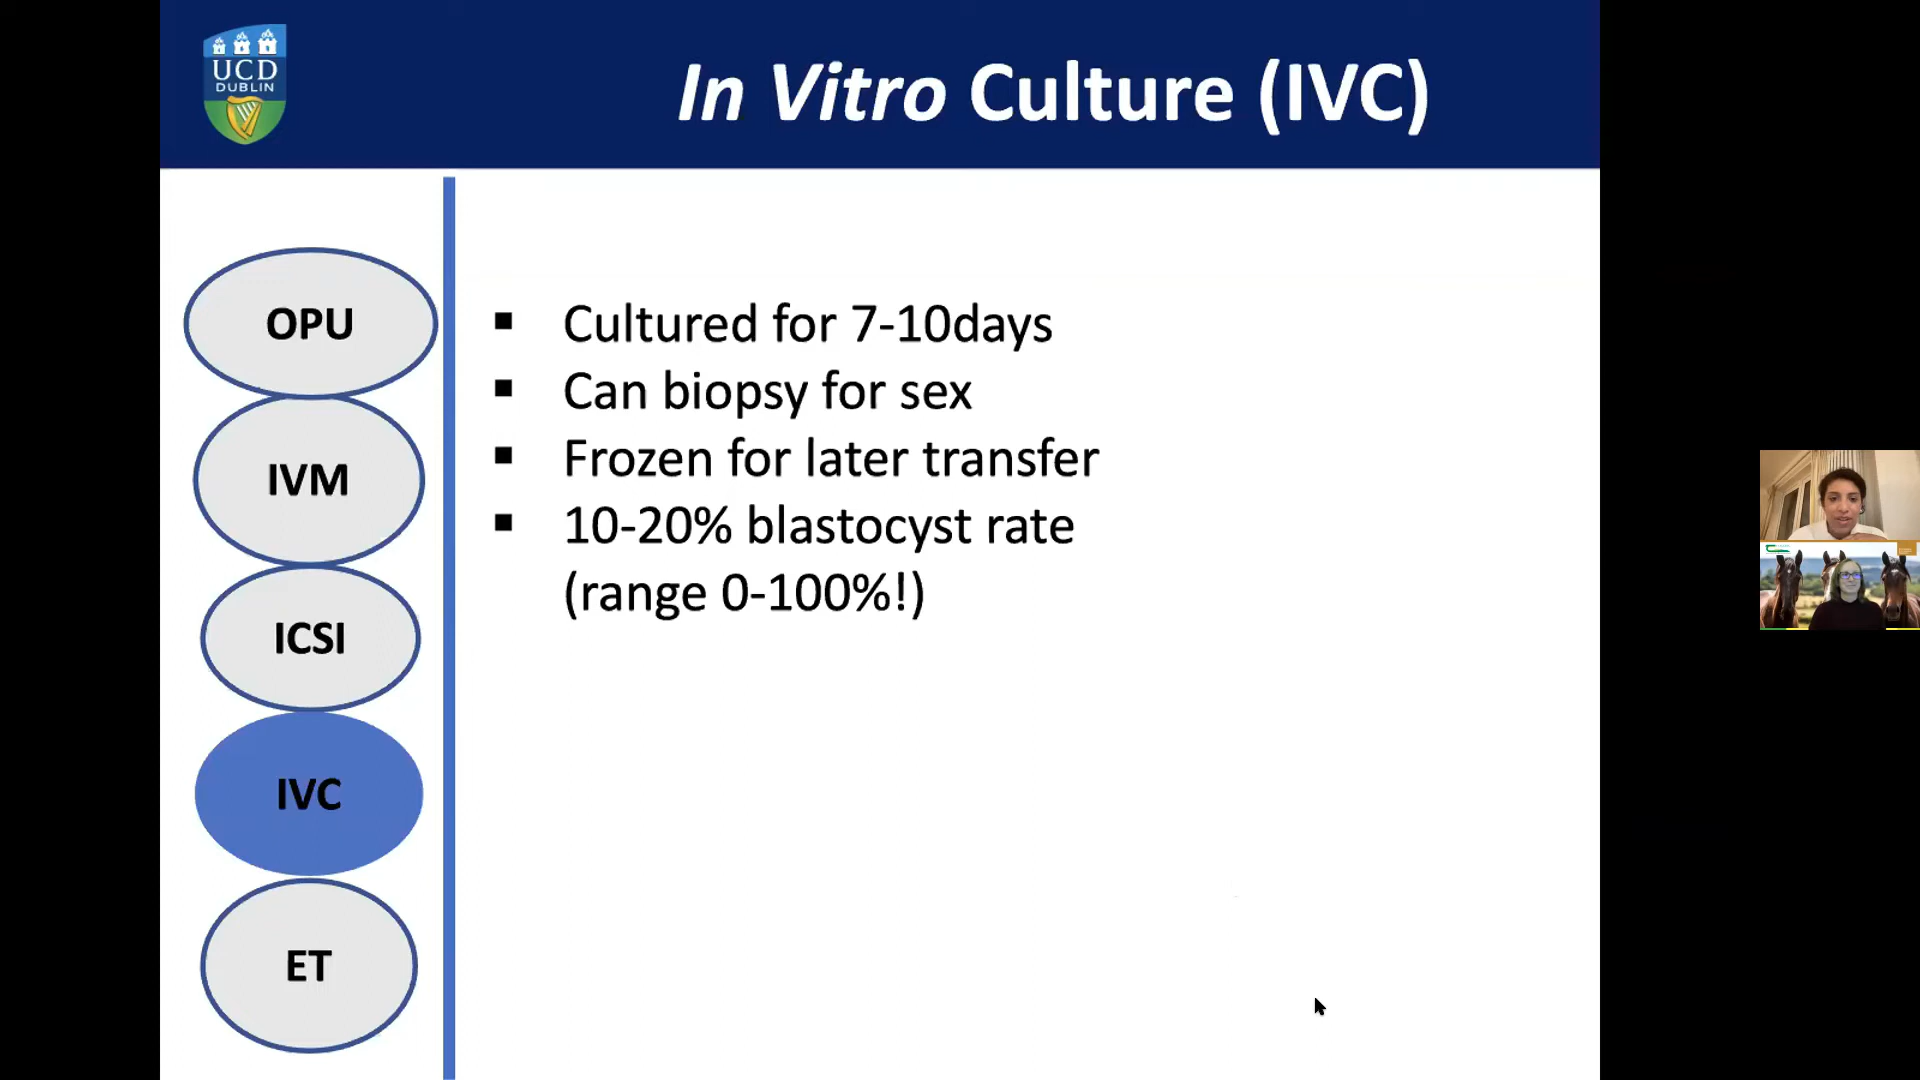 UCD
DUBLIN
In Vitro Culture (IVC)
OPU
IVM
ICSI
IVC
ET
▪ Cultured for 7-10days
▪ Can biopsy for sex
▪ Frozen for later transfer
▪ 10-20% blastocyst rate
(range 0-100%!)